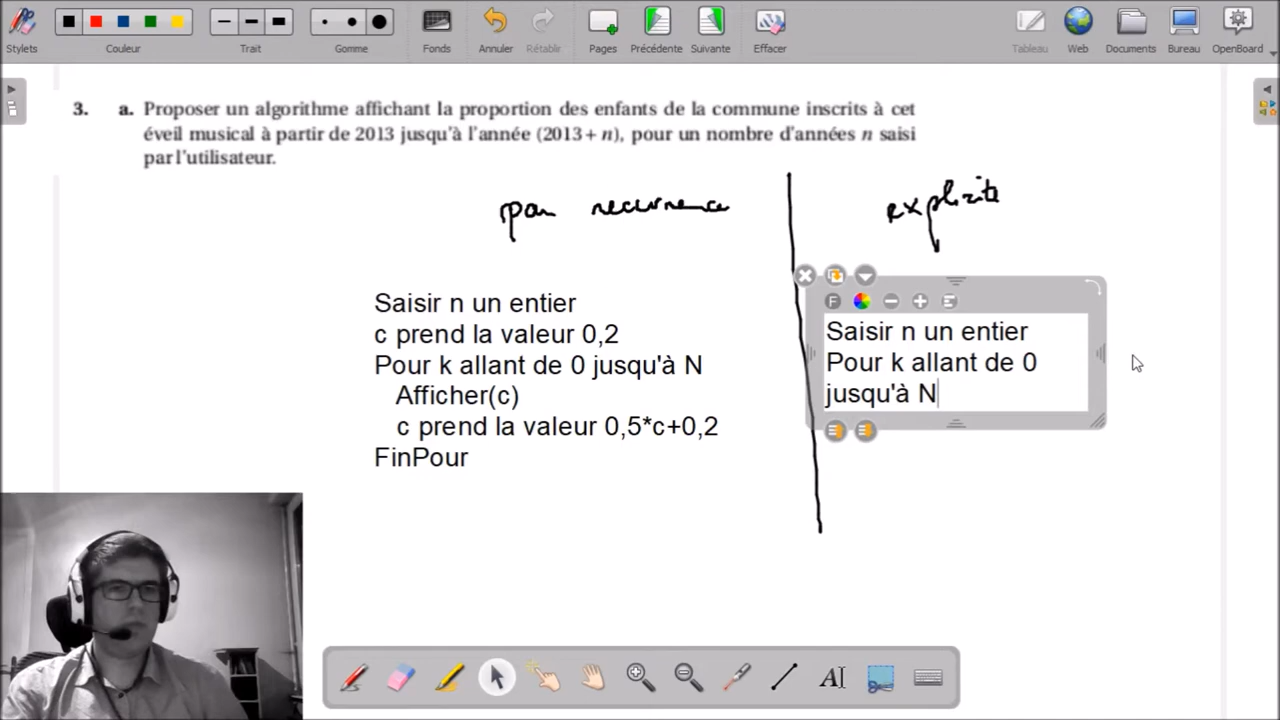 Stylets
Couleur
Trait
Gomme
Fonds
Annuler
Rétablir
Pages
Précédente
Suivante
Effacer
Tableau
Web
Documents
Bureau
OpenBoard
3. a. Proposer un algorithme affichant la proportion des enfants de la commune inscrits à cet
éveil musical à partir de 2013 jusqu'à l'année (2013 + n), pour un nombre d'années n saisi
par l'utilisateur.
par recurrence
explicite
Saisir n un entier
c prend la valeur 0,2
Pour k allant de 0 jusqu'à N
Afficher(c)
c prend la valeur 0,5*c+0,2
FinPour
F
Saisir n un entier
Pour k allant de 0
jusqu'à N
AI